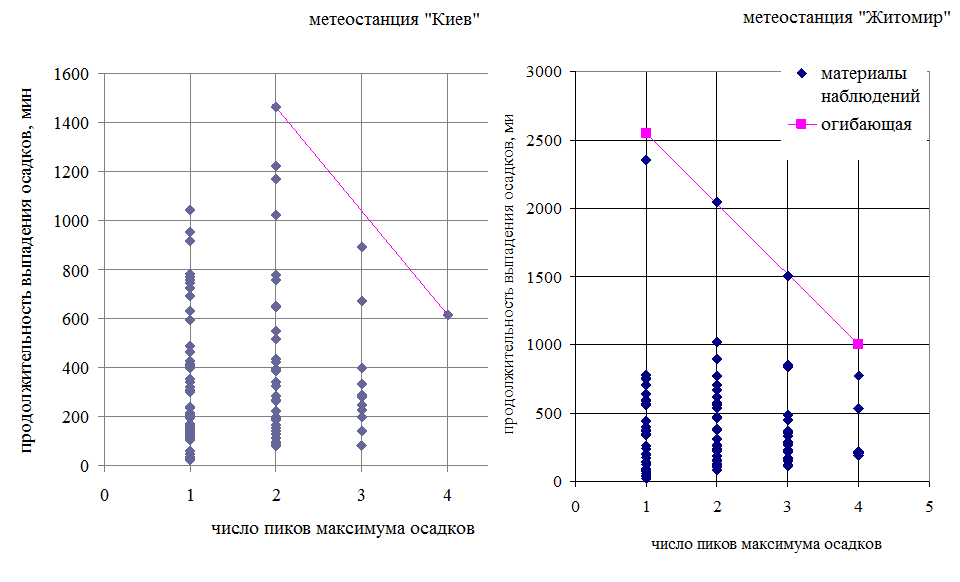 метеостанция "Киев"
продолжительность выпадения осадков, мин
1600
1400
1200
1000
800
600
400
200
0
0 1 2 3 4
число пиков максимума осадков
метеостанция "Житомир"
продолжительность выпадения осадков, ми
3000
2500
2000
1500
1000
500
0
0 1 2 3 4 5
число пиков максимума осадков
материалы
наблюдений
огибающая